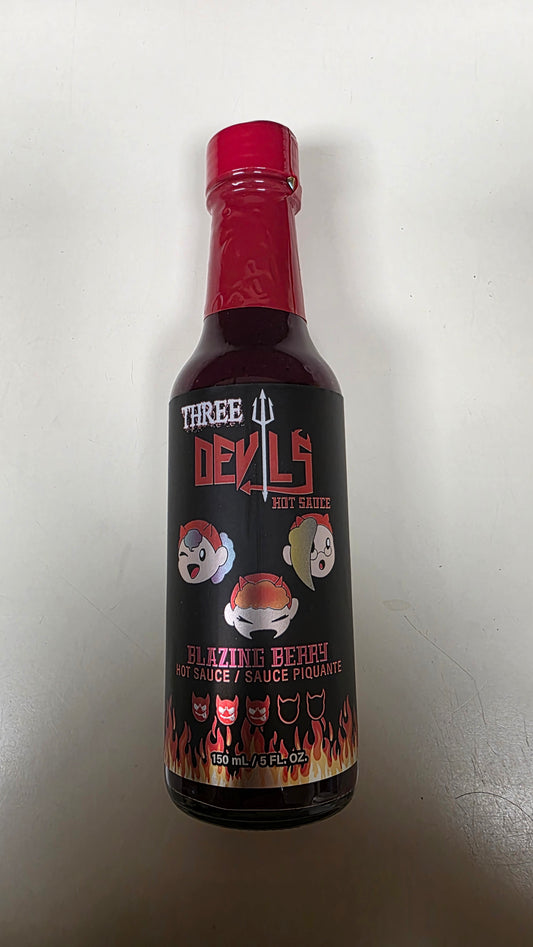 THREE
DEVILS
HOT SAUCE
BLAZING BERRY
HOT SAUCE / SAUCE PIQUANTE
150 mL / 5 FL. OZ.